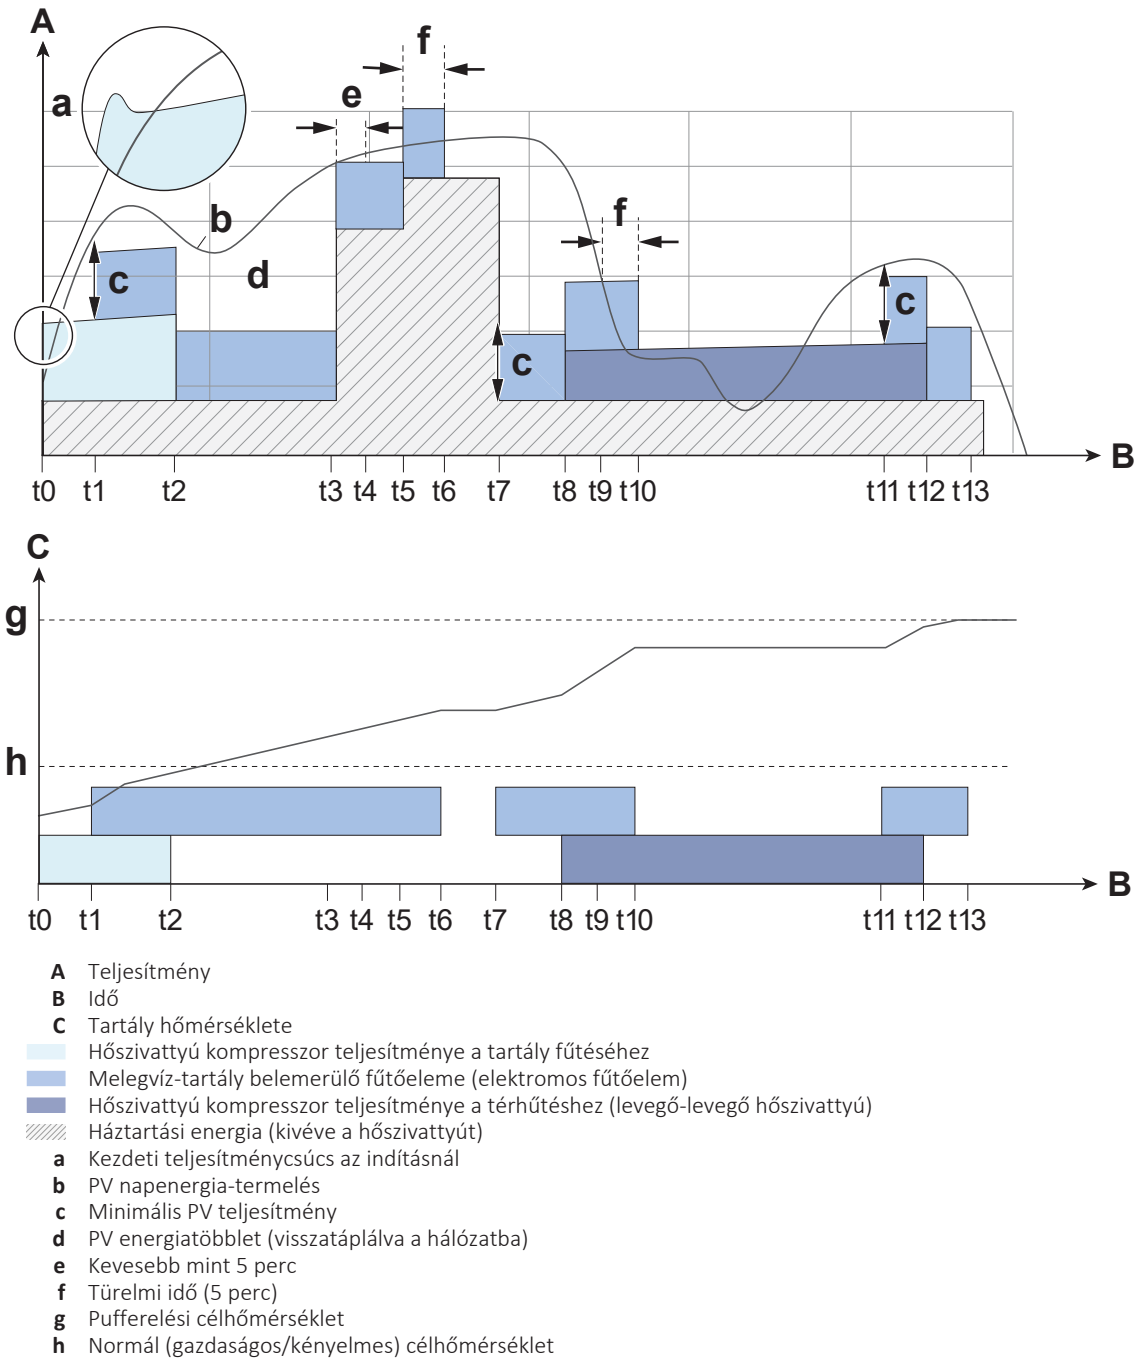 A
a
e
f
b
c
d
f
c
c
B
t0 t1 t2 t3 t4 t5 t6 t7 t8 t9 t10 t11 t12 t13
C
g
h
B
t0 t1 t2 t3 t4 t5 t6 t7 t8 t9 t10 t11 t12 t13
A Teljesítmény
B Idő
C Tartály hőmérséklete
Hőszivattyú kompresszor teljesítménye a tartály fűtéséhez
Melegvíz-tartály belemerülő fűtőeleme (elektromos fűtőelem)
Hőszivattyú kompresszor teljesítménye a térhűtéshez (levegő-levegő hőszivattyú)
Háztartási energia (kivéve a hőszivattyút)
a Kezdeti teljesítménycsúcs az indításnál
b PV napenergia-termelés
c Minimális PV teljesítmény
d PV energiatöbblet (visszatáplálva a hálózatba)
e Kevesebb mint 5 perc
f Türelmi idő (5 perc)
g Pufferelési célhőmérséklet
h Normál (gazdaságos/kényelmes) célhőmérséklet